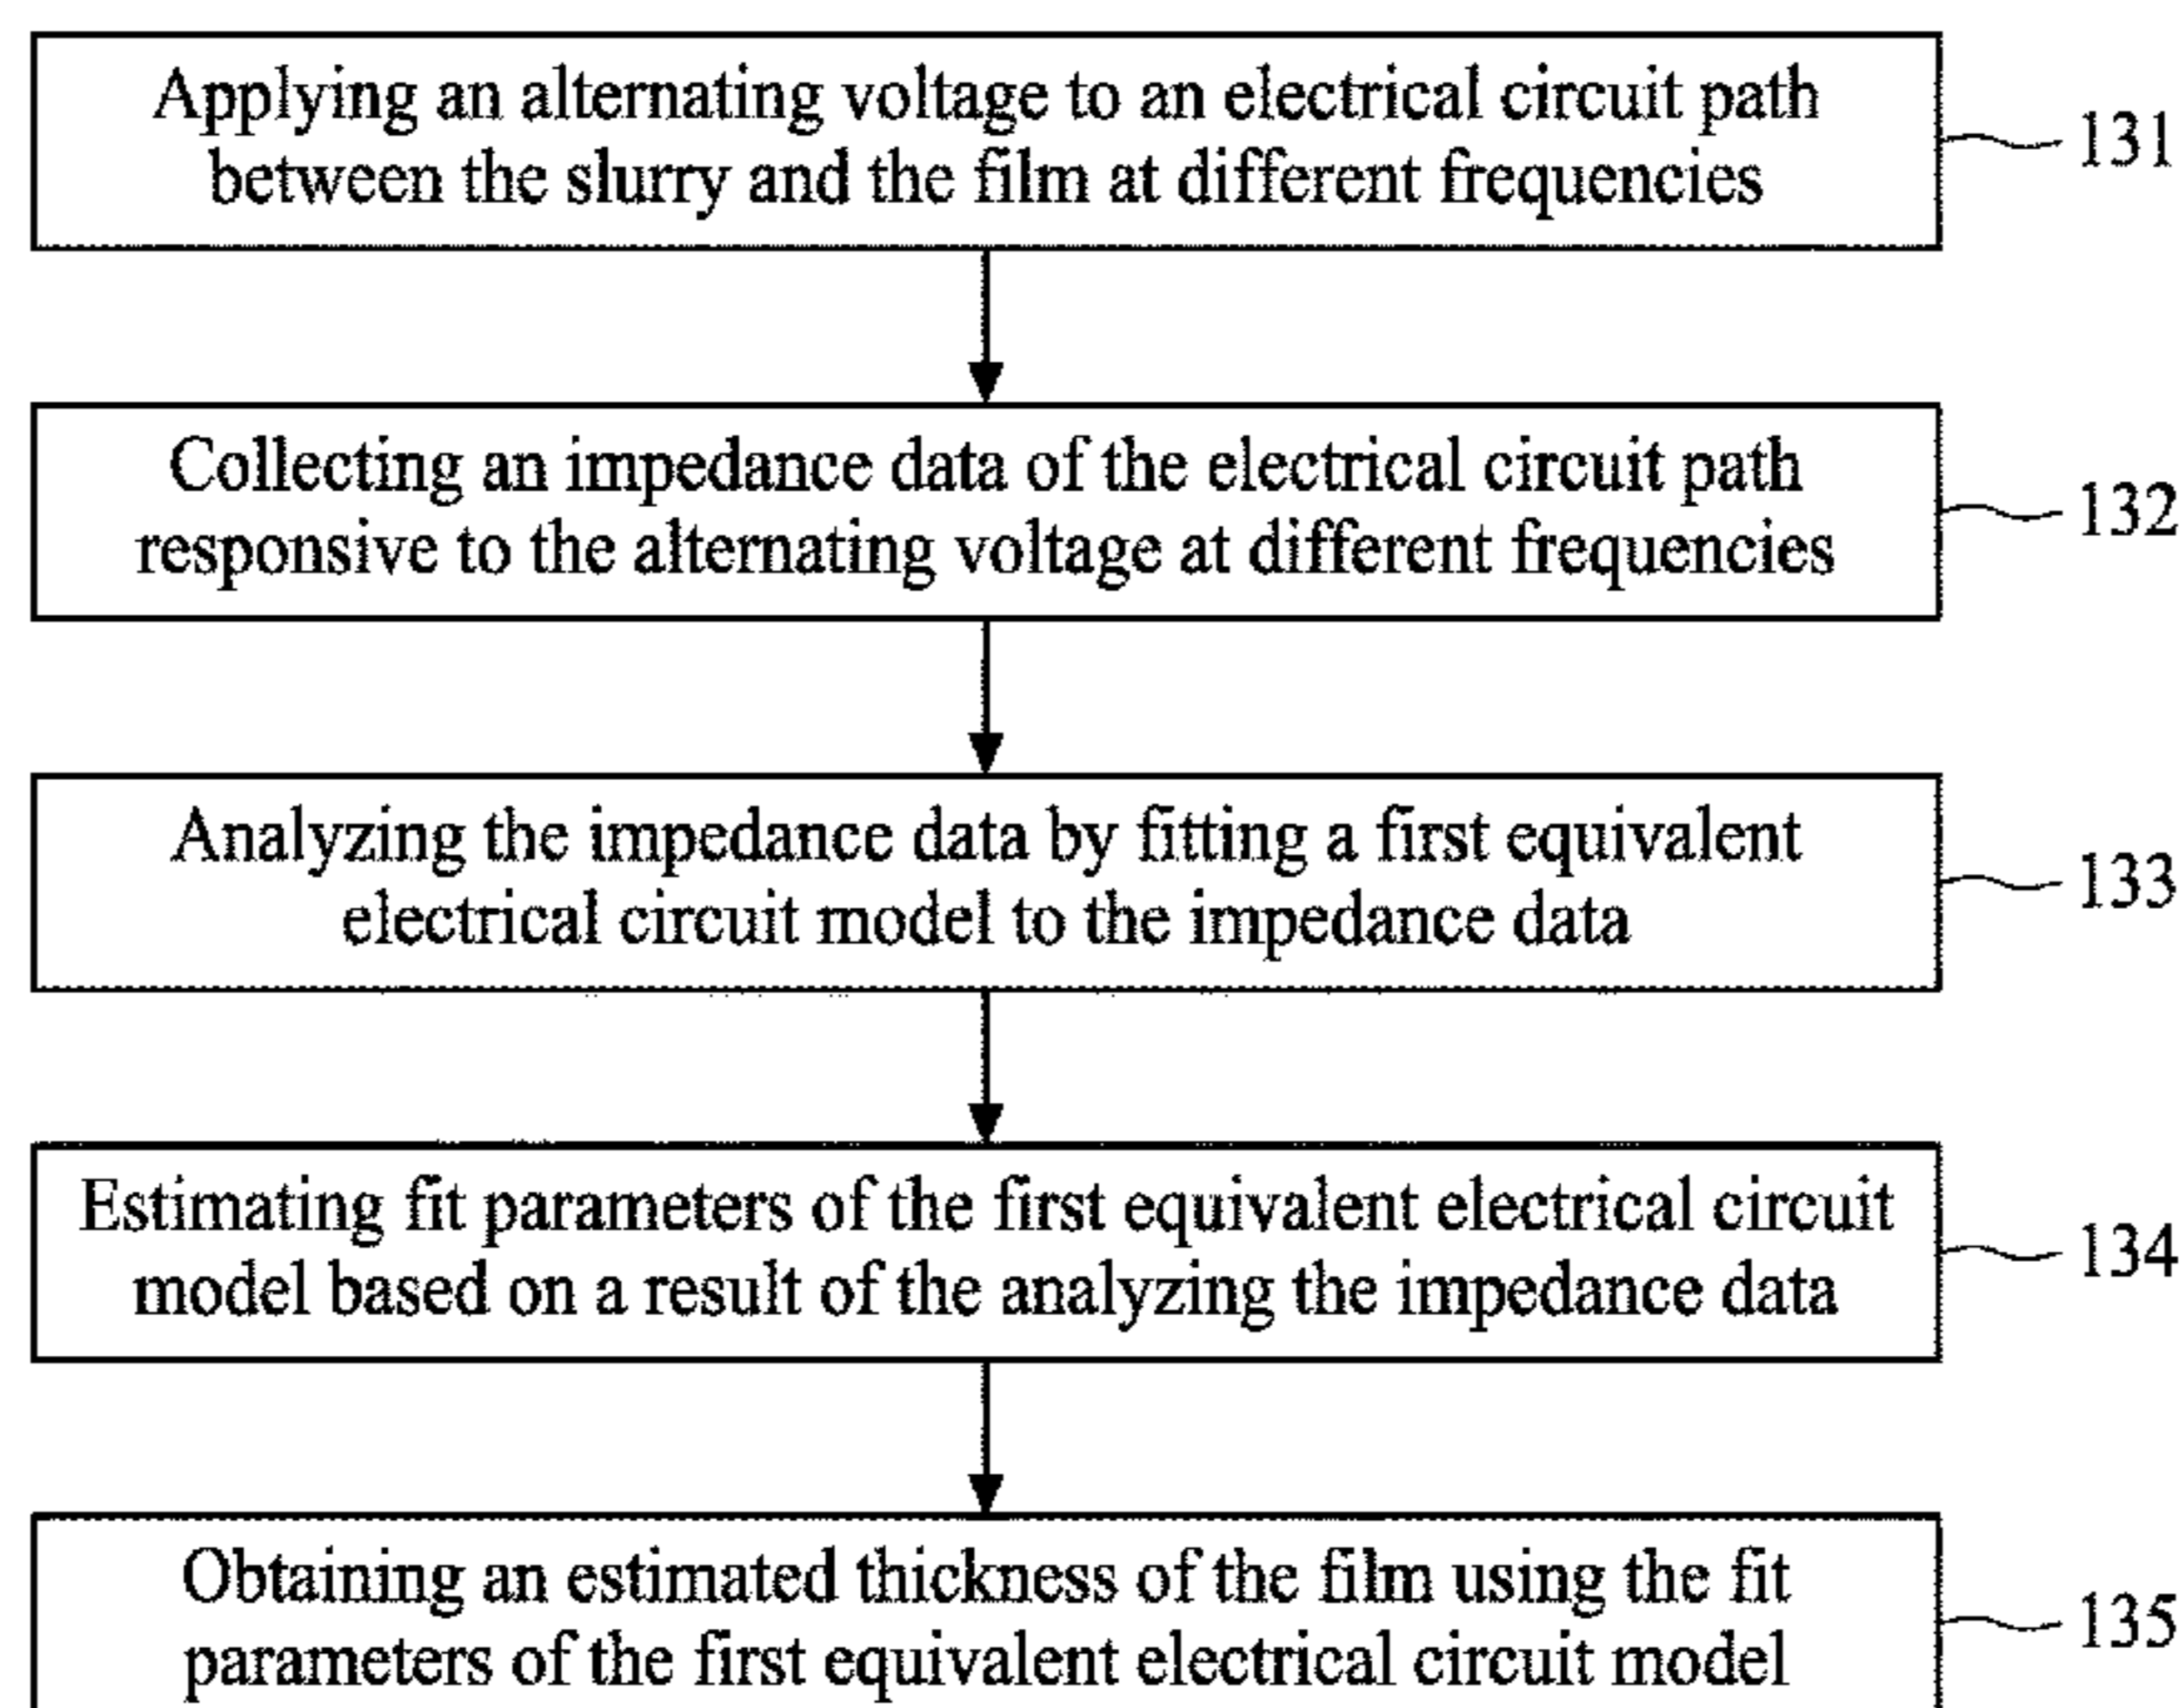 Applying an alternating voltage to an electrical circuit path
between the slurry and the film at different frequencies
131
Collecting an impedance data of the electrical circuit path
responsive to the alternating voltage at different frequencies
132
Analyzing the impedance data by fitting a first equivalent
electrical circuit model to the impedance data
133
Estimating fit parameters of the first equivalent electrical circuit
model based on a result of the analyzing the impedance data
134
Obtaining an estimated thickness of the film using the fit
parameters of the first equivalent electrical circuit model
135